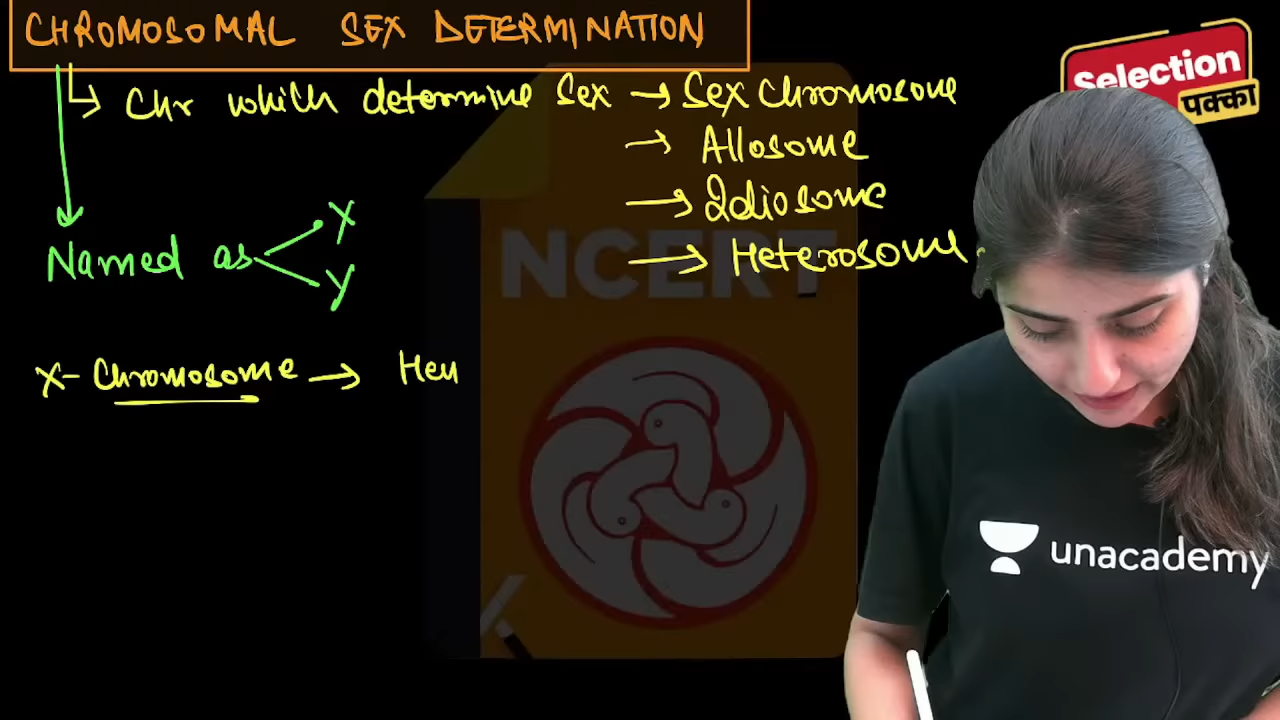 CHROMOSOMAL SEX DETERMINATION
Chr which determine Sex → Sex Chromosome
→ Allosome
→ Idiosome
→ Heterosome
Named as
X
Y
X- Chromosome → Hen
NCERT
Selection
पक्का
unacademy